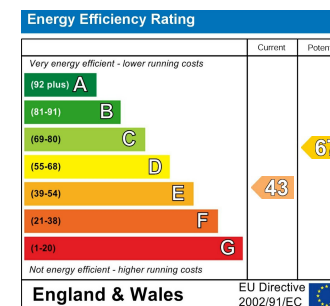 Energy Efficiency Rating
Current
Very energy efficient - lower running costs
(92 plus) A
(81-91) B
(69-80) C
(55-68) D
(39-54) E
43
(21-38) F
(1-20) G
Not energy efficient - higher running costs
England & Wales
EU Directive
2002/91/EC